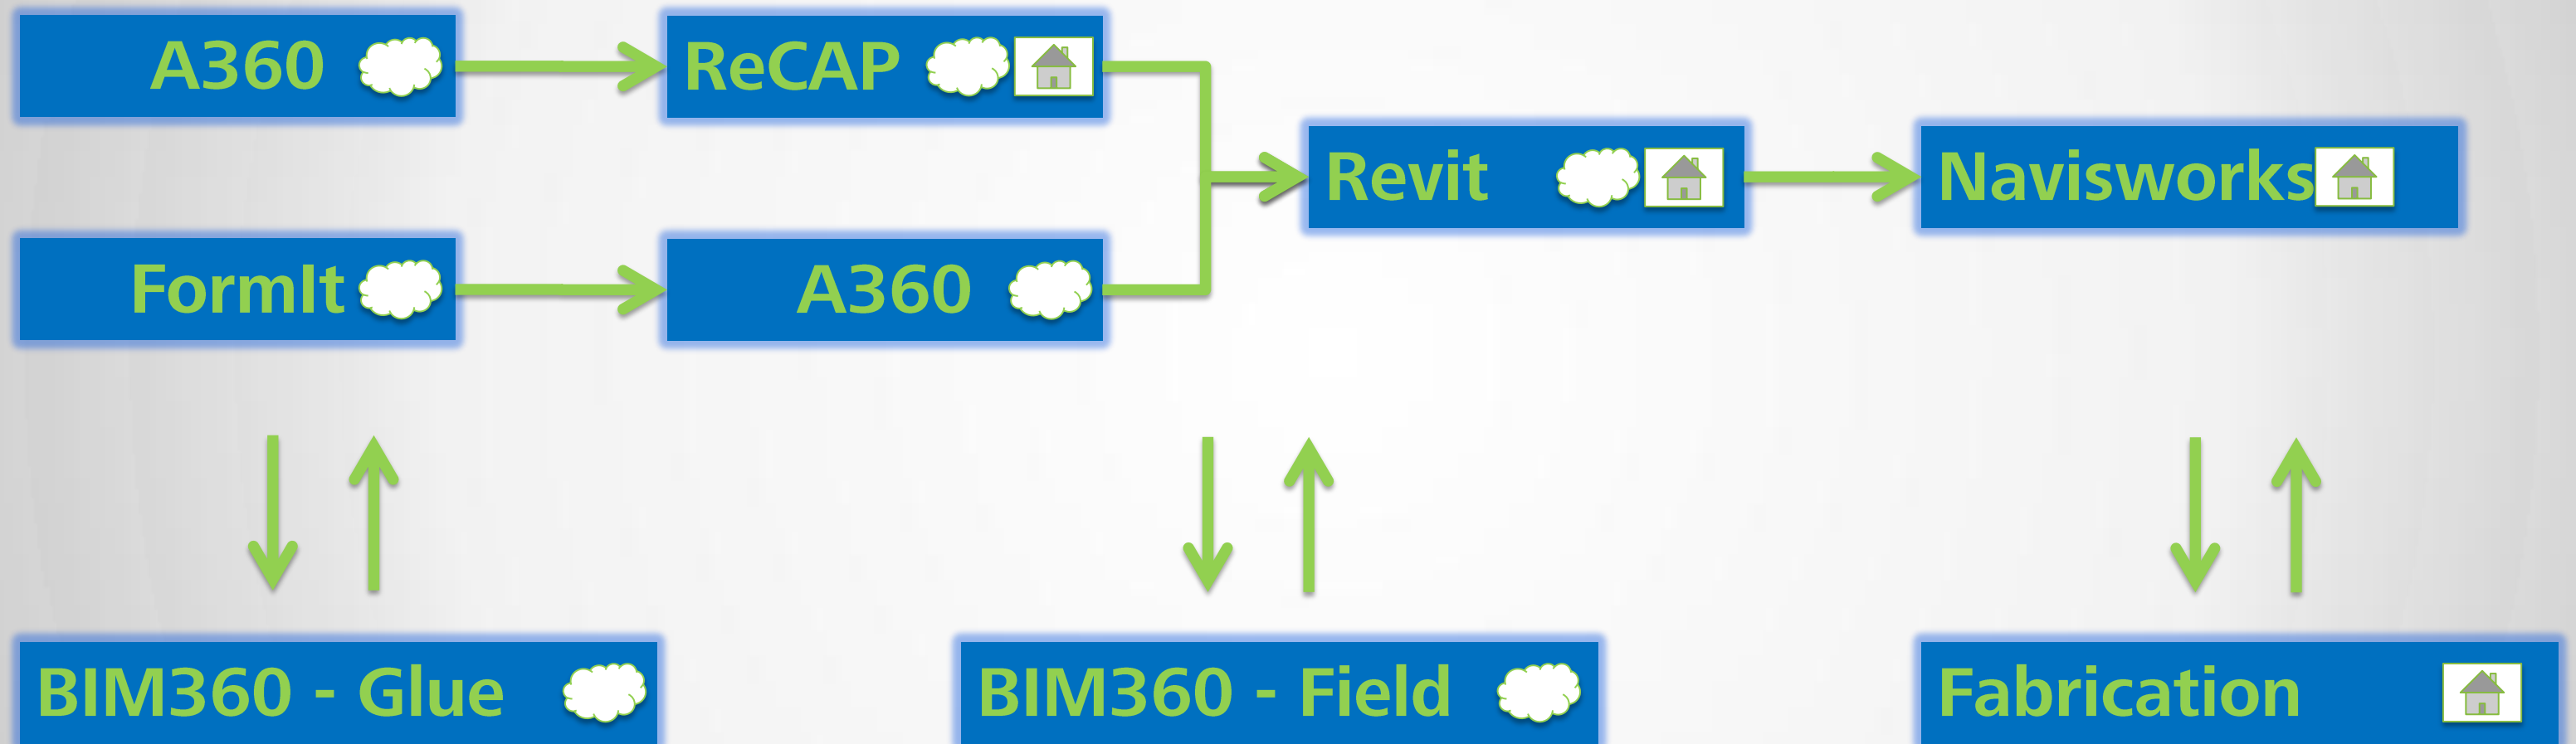 A360
ReCAP
Revit
Navisworks
FormIt
A360
BIM360 - Glue
BIM360 - Field
Fabrication